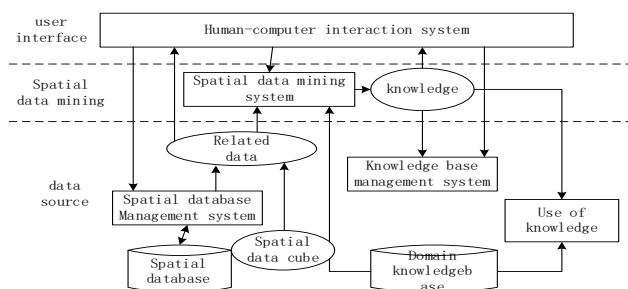 user
interface
Human-computer interaction system
Spatial
data mining
Spatial data mining
system
knowledge
Related
data
Knowledge base
management system
data
source
Spatial database
Management system
Use of
knowledge
Spatial
data cube
Spatial
database
Domain
knowledgeb
ase